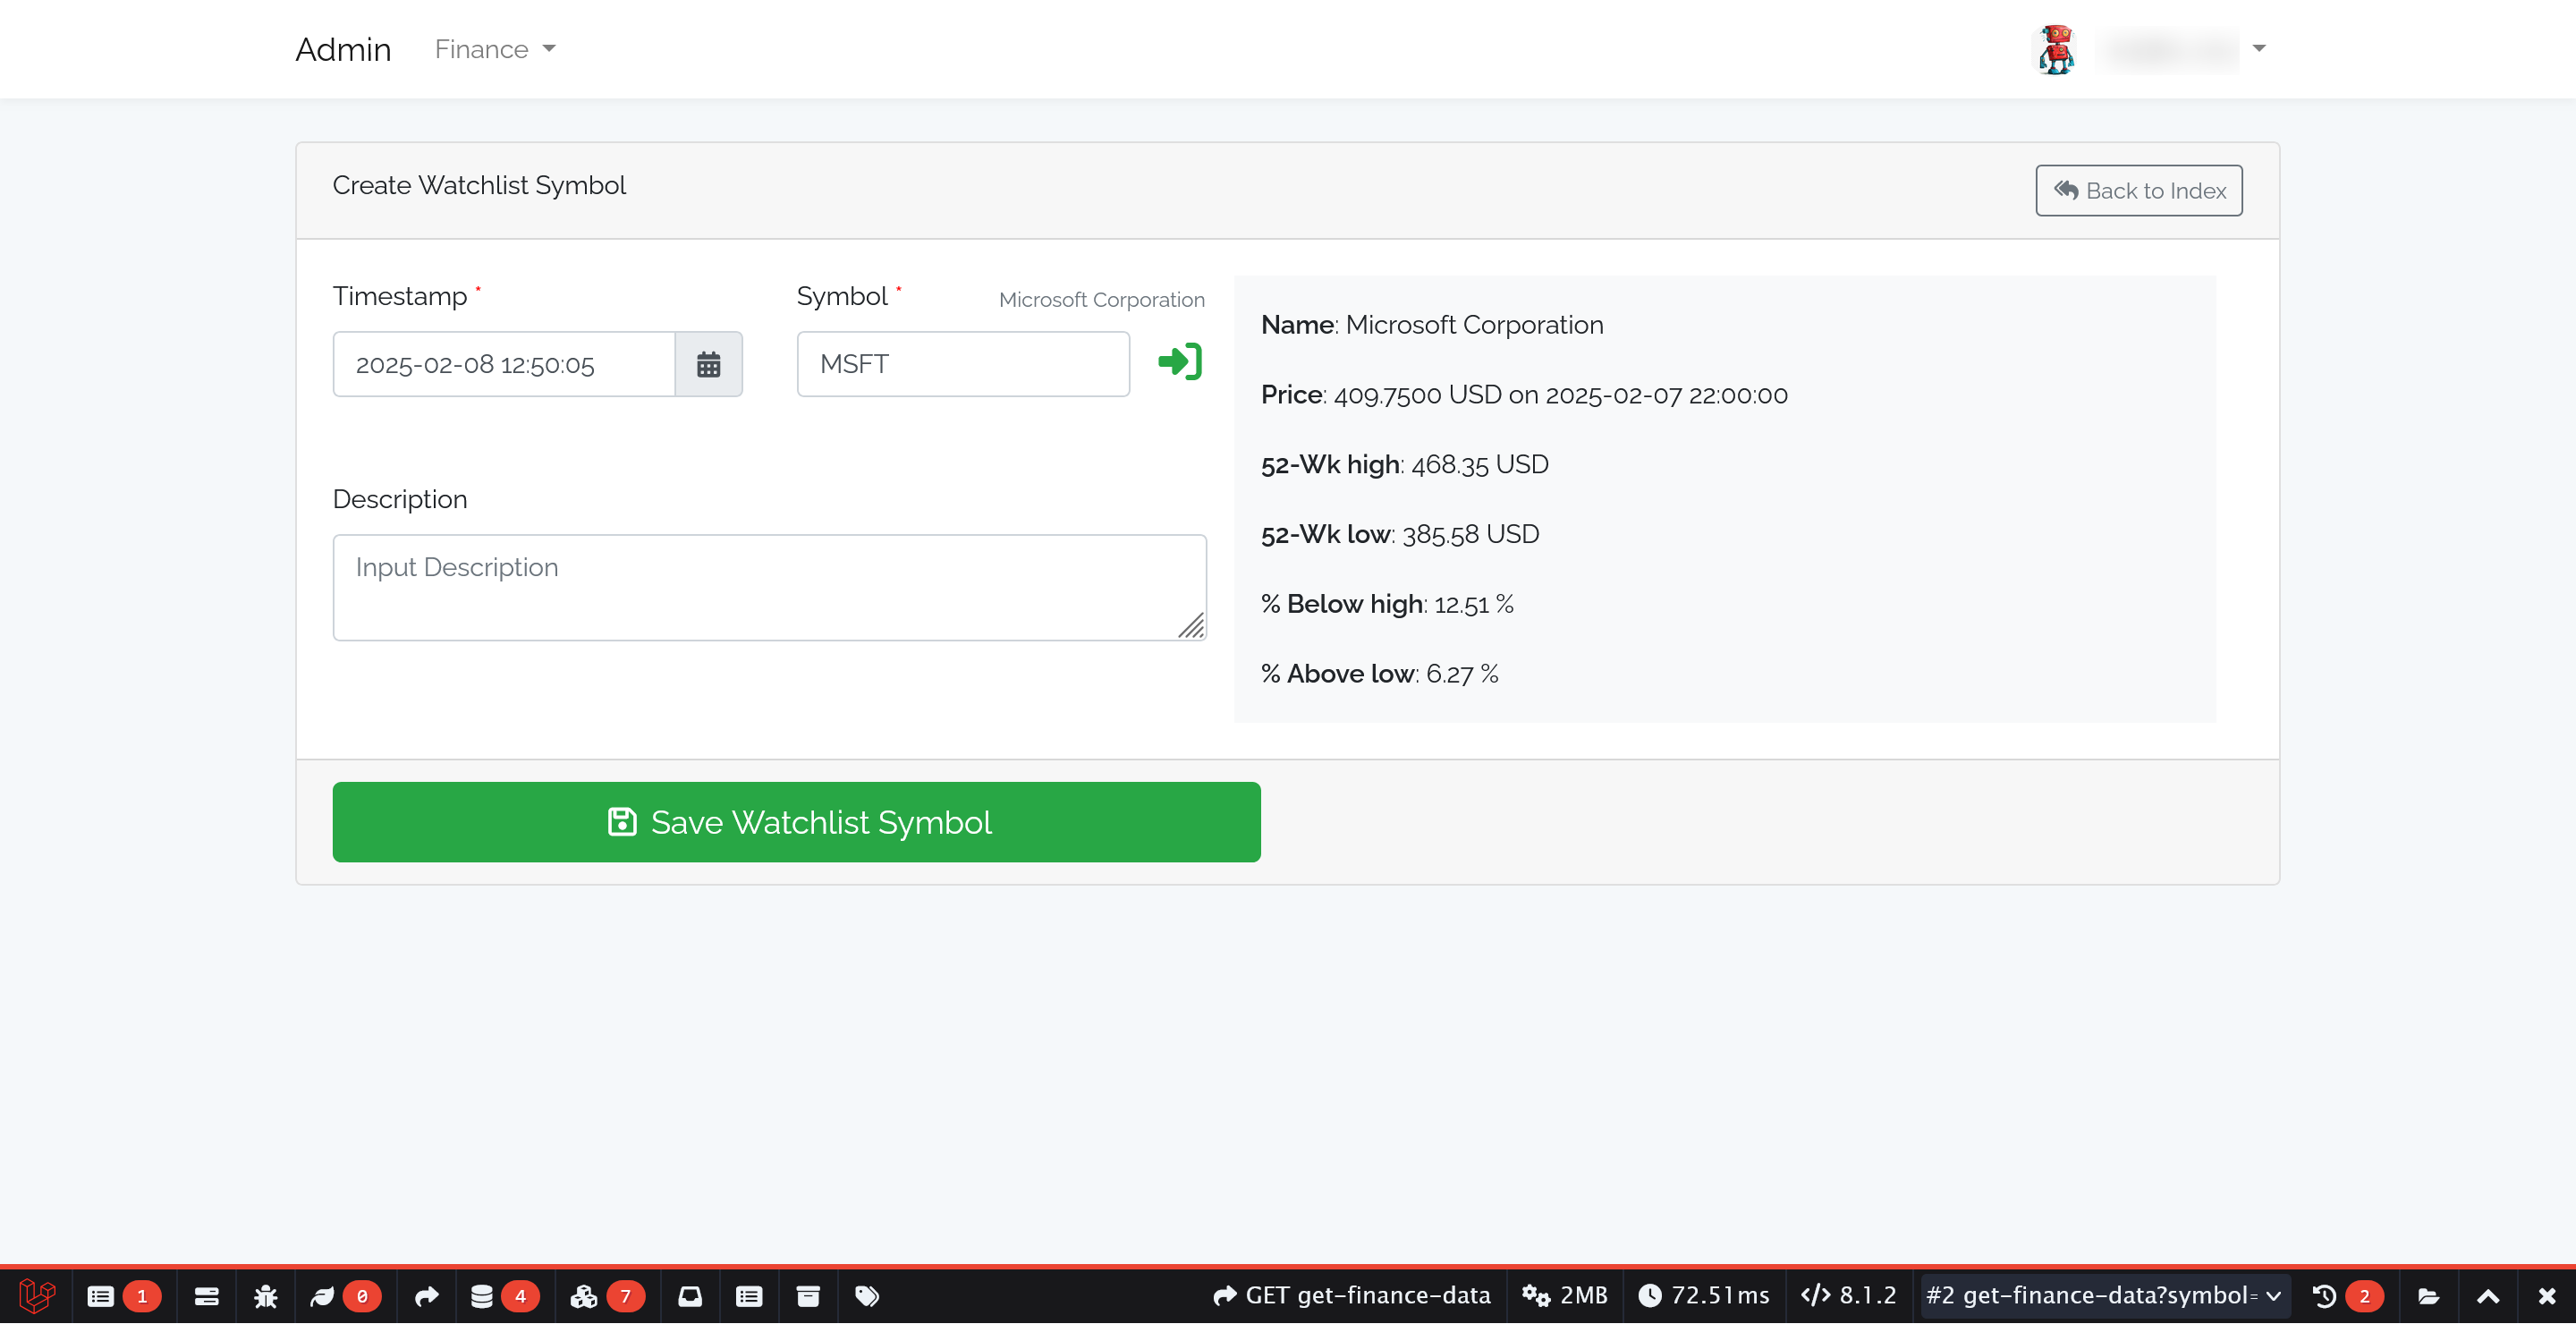 Admin Finance
Create Watchlist Symbol
Back to Index
Timestamp *
Symbol *
Microsoft Corporation
2025-02-08 12:50:05
MSFT
Description
Input Description
Name: Microsoft Corporation
Price: 409.7500 USD on 2025-02-07 22:00:00
52-Wk high: 468.35 USD
52-Wk low: 385.58 USD
% Below high: 12.51 %
% Above low: 6.27 %
Save Watchlist Symbol
1 0 4 7 GET get-finance-data 2MB 72.51ms 8.1.2 #2 get-finance-data?symbol= 2